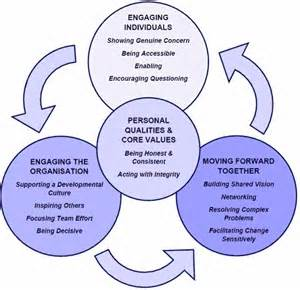 ENGAGING
INDIVIDUALS
Showing Genuine Concern
Being Accessible
Enabling
Encouraging Questioning
PERSONAL
QUALITIES &
CORE VALUES
Being Honest &
Consistent
Acting with Integrity
ENGAGING THE
ORGANISATION
Supporting a Developmental
Culture
Inspiring Others
Focusing Team Effort
Being Decisive
MOVING FORWARD
TOGETHER
Building Shared Vision
Networking
Resolving Complex
Problems
Facilitating Change
Sensitively